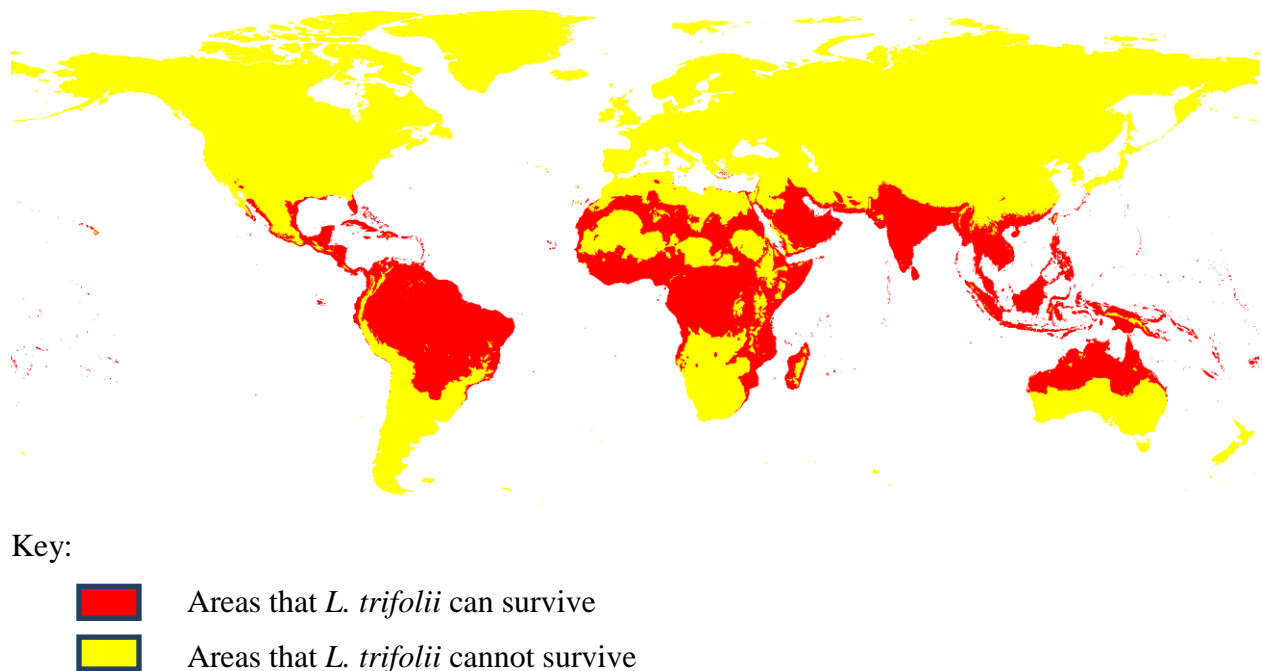 Key:
Areas that L. trifolii can survive
Areas that L. trifolii cannot survive